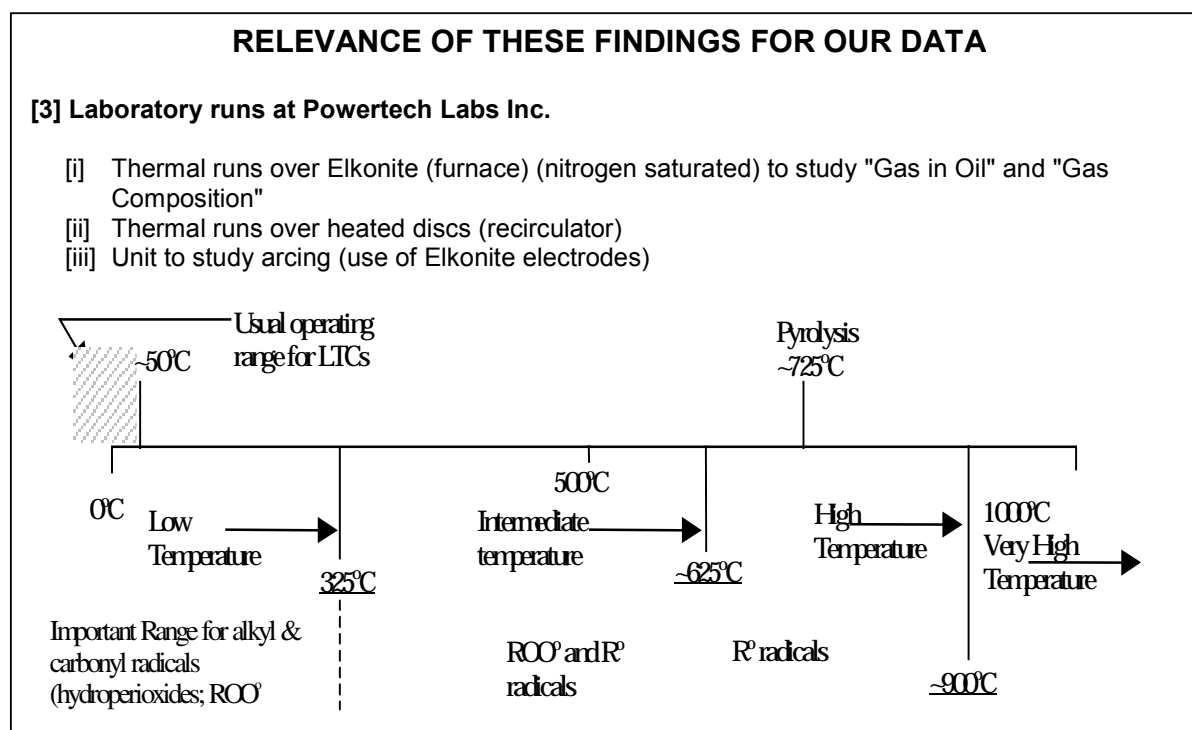 RELEVANCE OF THESE FINDINGS FOR OUR DATA
[3] Laboratory runs at Powertech Labs Inc.
[i] Thermal runs over Elkonite (furnace) (nitrogen saturated) to study "Gas in Oil" and "Gas
Composition"
[ii] Thermal runs over heated discs (recirculator)
[iii] Unit to study arcing (use of Elkonite electrodes)
Usual operating
range for LTCs
~50°C
Pyrolysis
~725°C
0°C
500°C
Low
Temperature
325°C
Intermediate
temperature
~625°C
High
Temperature
~900°C
1000°C
Very High
Temperature
Important Range for alkyl &
carbonyl radicals
(hydroperioxides; ROO°
ROO° and R°
radicals
R° radicals